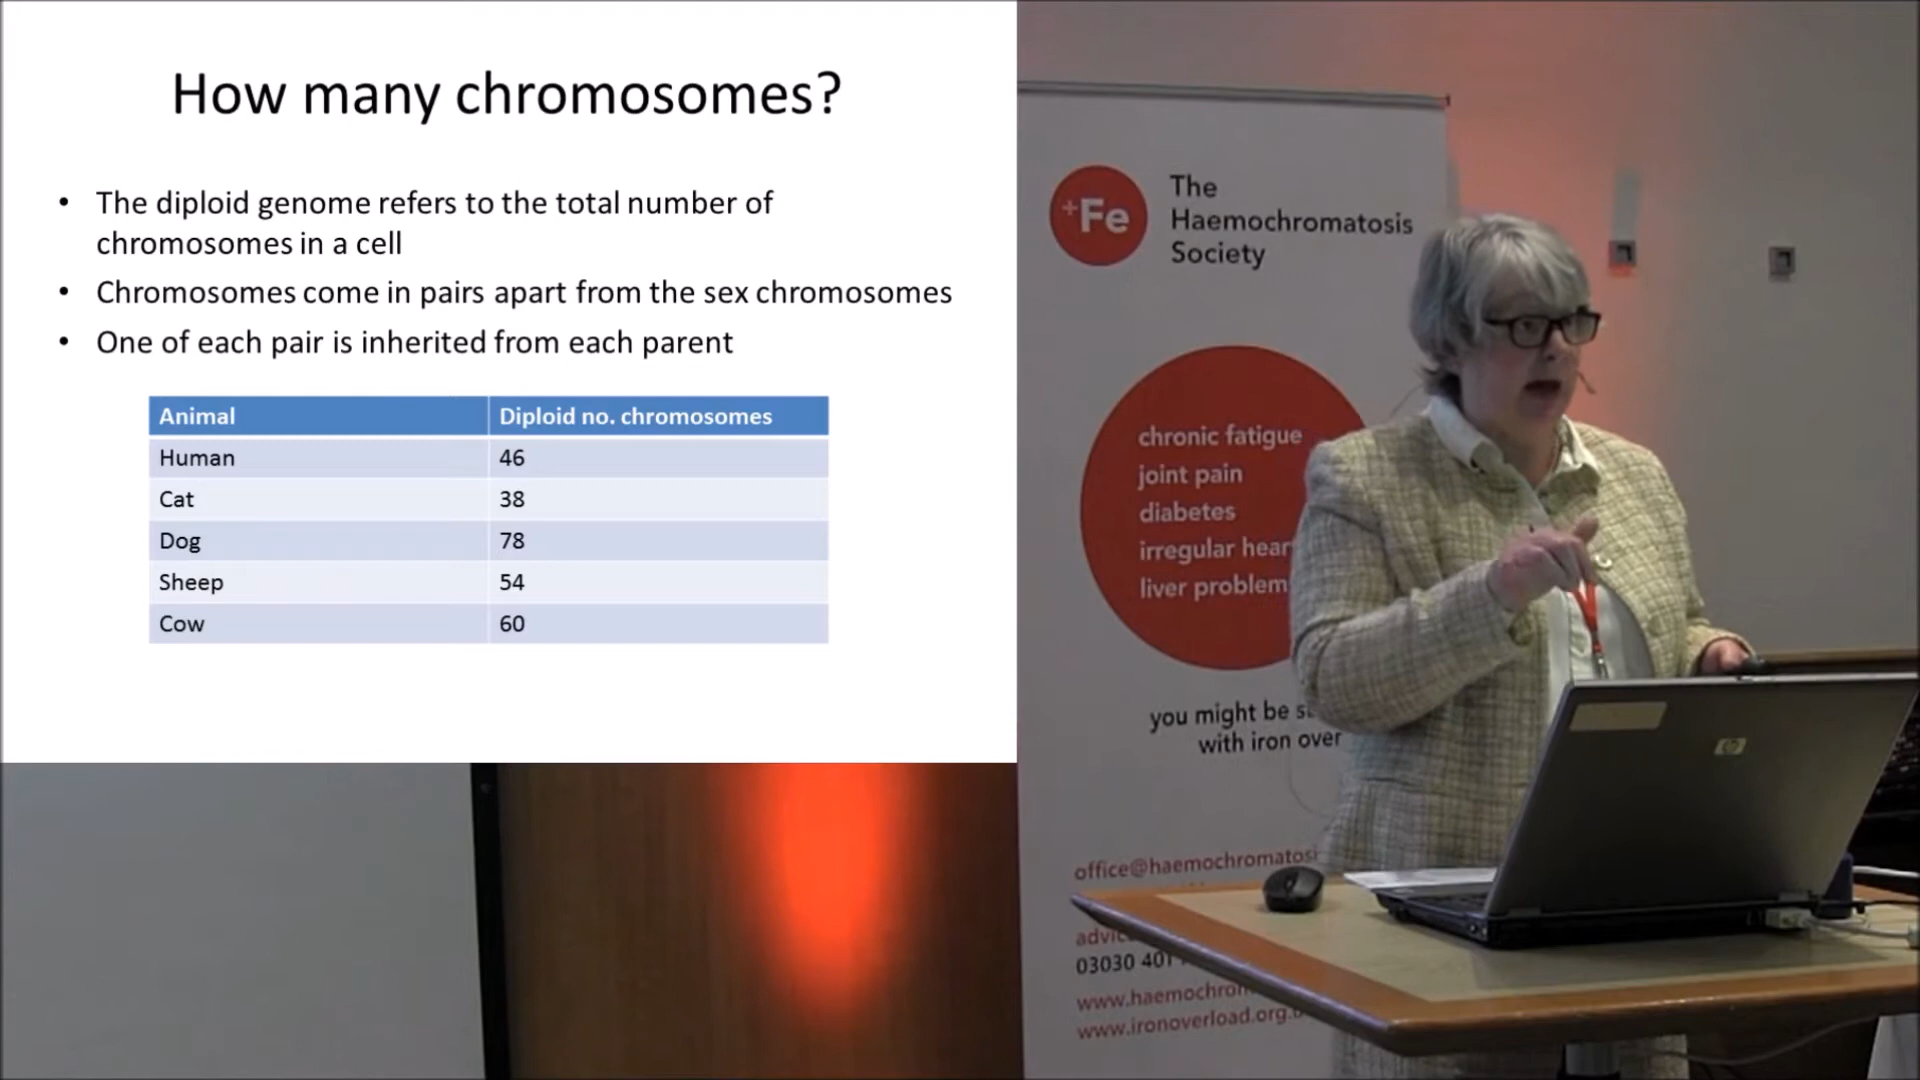 How many chromosomes?
• The diploid genome refers to the total number of
chromosomes in a cell
• Chromosomes come in pairs apart from the sex chromosomes
• One of each pair is inherited from each parent
Animal Diploid no. chromosomes
Human 46
Cat 38
Dog 78
Sheep 54
Cow 60
+Fe
The
Haemochromatosis
Society
chronic fatigue
joint pain
diabetes
irregular hear
liver problem
you might be s
with iron over
office@haemochromatosi
advic
03030 401
www.haemochrom
www.ironoverload.org.u
hp